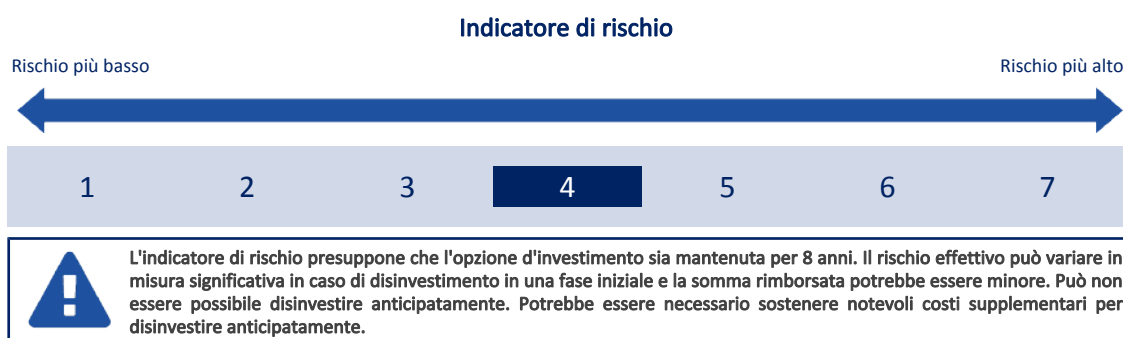 Indicatore di rischio
Rischio più basso
Rischio più alto
1 2 3 4 5 6 7
L'indicatore di rischio presuppone che l'opzione d'investimento sia mantenuta per 8 anni. Il rischio effettivo può variare in
misura significativa in caso di disinvestimento in una fase iniziale e la somma rimborsata potrebbe essere minore. Può non
essere possibile disinvestire anticipatamente. Potrebbe essere necessario sostenere notevoli costi supplementari per
disinvestire anticipatamente.